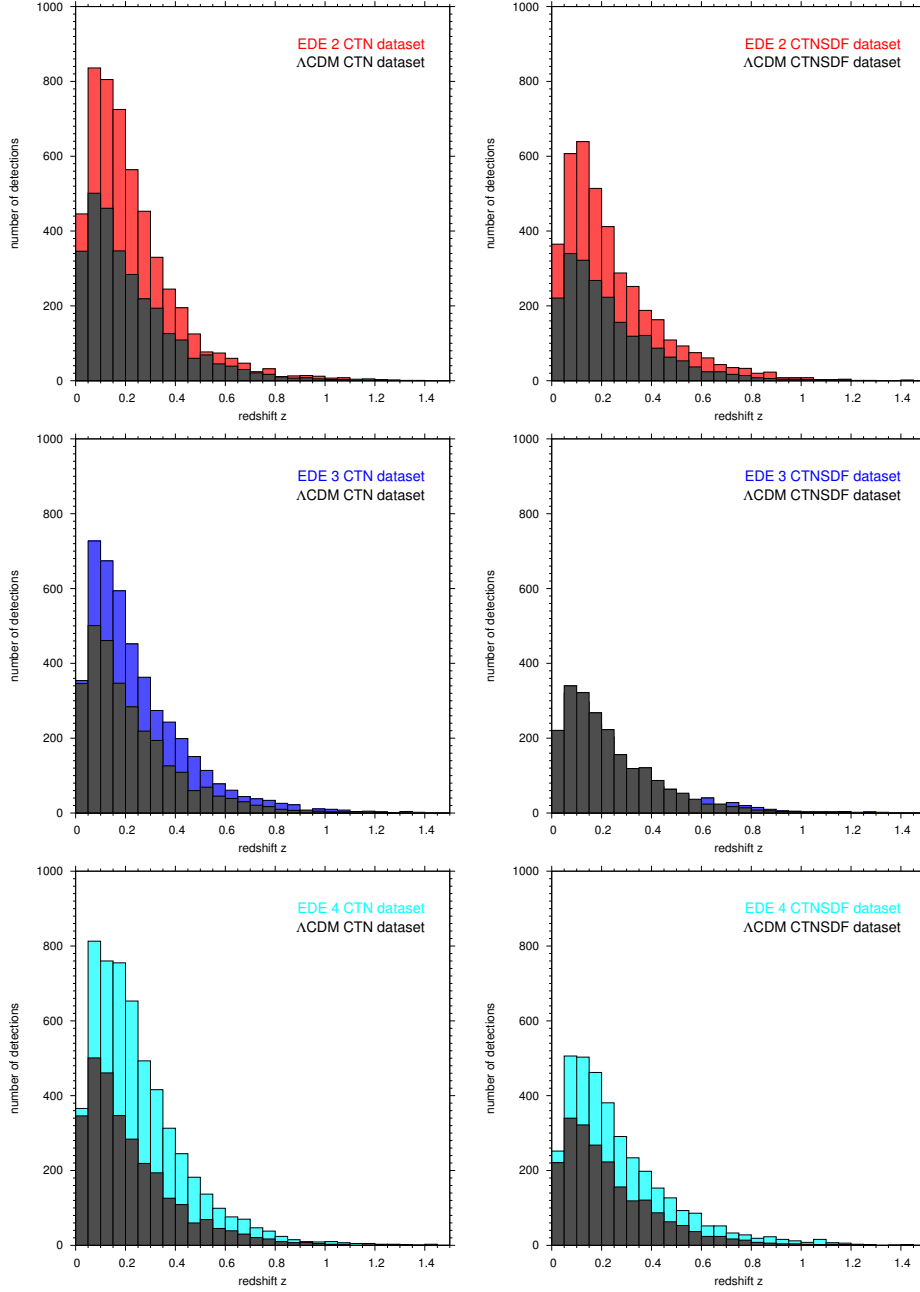 1000
800
600
400
200
0
number of detections
EDE 2 CTN dataset
ΛCDM CTN dataset
0 0.2 0.4 0.6 0.8 1 1.2 1.4
redshift z
1000
800
600
400
200
0
number of detections
EDE 2 CTNSDF dataset
ΛCDM CTNSDF dataset
0 0.2 0.4 0.6 0.8 1 1.2 1.4
redshift z
1000
800
600
400
200
0
number of detections
EDE 3 CTN dataset
ΛCDM CTN dataset
0 0.2 0.4 0.6 0.8 1 1.2 1.4
redshift z
1000
800
600
400
200
0
number of detections
EDE 3 CTNSDF dataset
ΛCDM CTNSDF dataset
0 0.2 0.4 0.6 0.8 1 1.2 1.4
redshift z
1000
800
600
400
200
0
number of detections
EDE 4 CTN dataset
ΛCDM CTN dataset
0 0.2 0.4 0.6 0.8 1 1.2 1.4
redshift z
1000
800
600
400
200
0
number of detections
EDE 4 CTNSDF dataset
ΛCDM CTNSDF dataset
0 0.2 0.4 0.6 0.8 1 1.2 1.4
redshift z